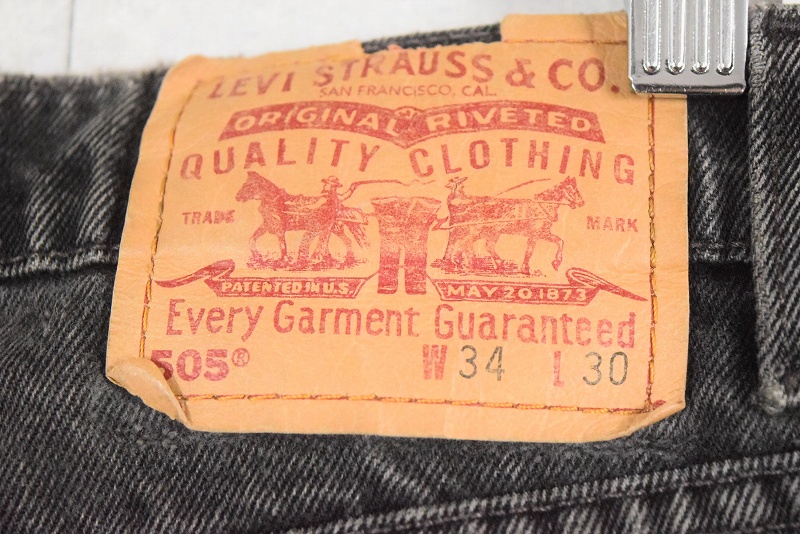 LEVI STRAUSS & CO.
SAN FRANCISCO, CAL.
ORIGINAL RIVETED
QUALITY CLOTHING
TRADE MARK
PATENTED IN U.S. MAY 20, 1873
Every Garment Guaranteed
505® W 34 L 30